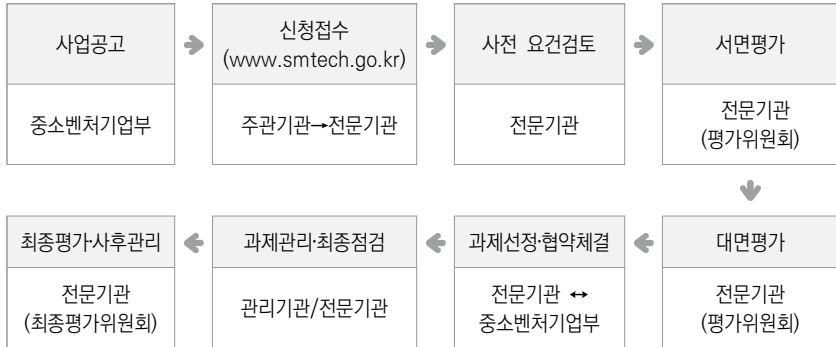 사업공고
신청접수
(www.smtech.go.kr)
사전 요건검토
서면평가
중소벤처기업부
주관기관→전문기관
전문기관
전문기관
(평가위원회)
최종평가·사후관리
과제관리·최종점검
과제선정·협약체결
대면평가
전문기관
(최종평가위원회)
관리기관/전문기관
전문기관 ↔
중소벤처기업부
전문기관
(평가위원회)